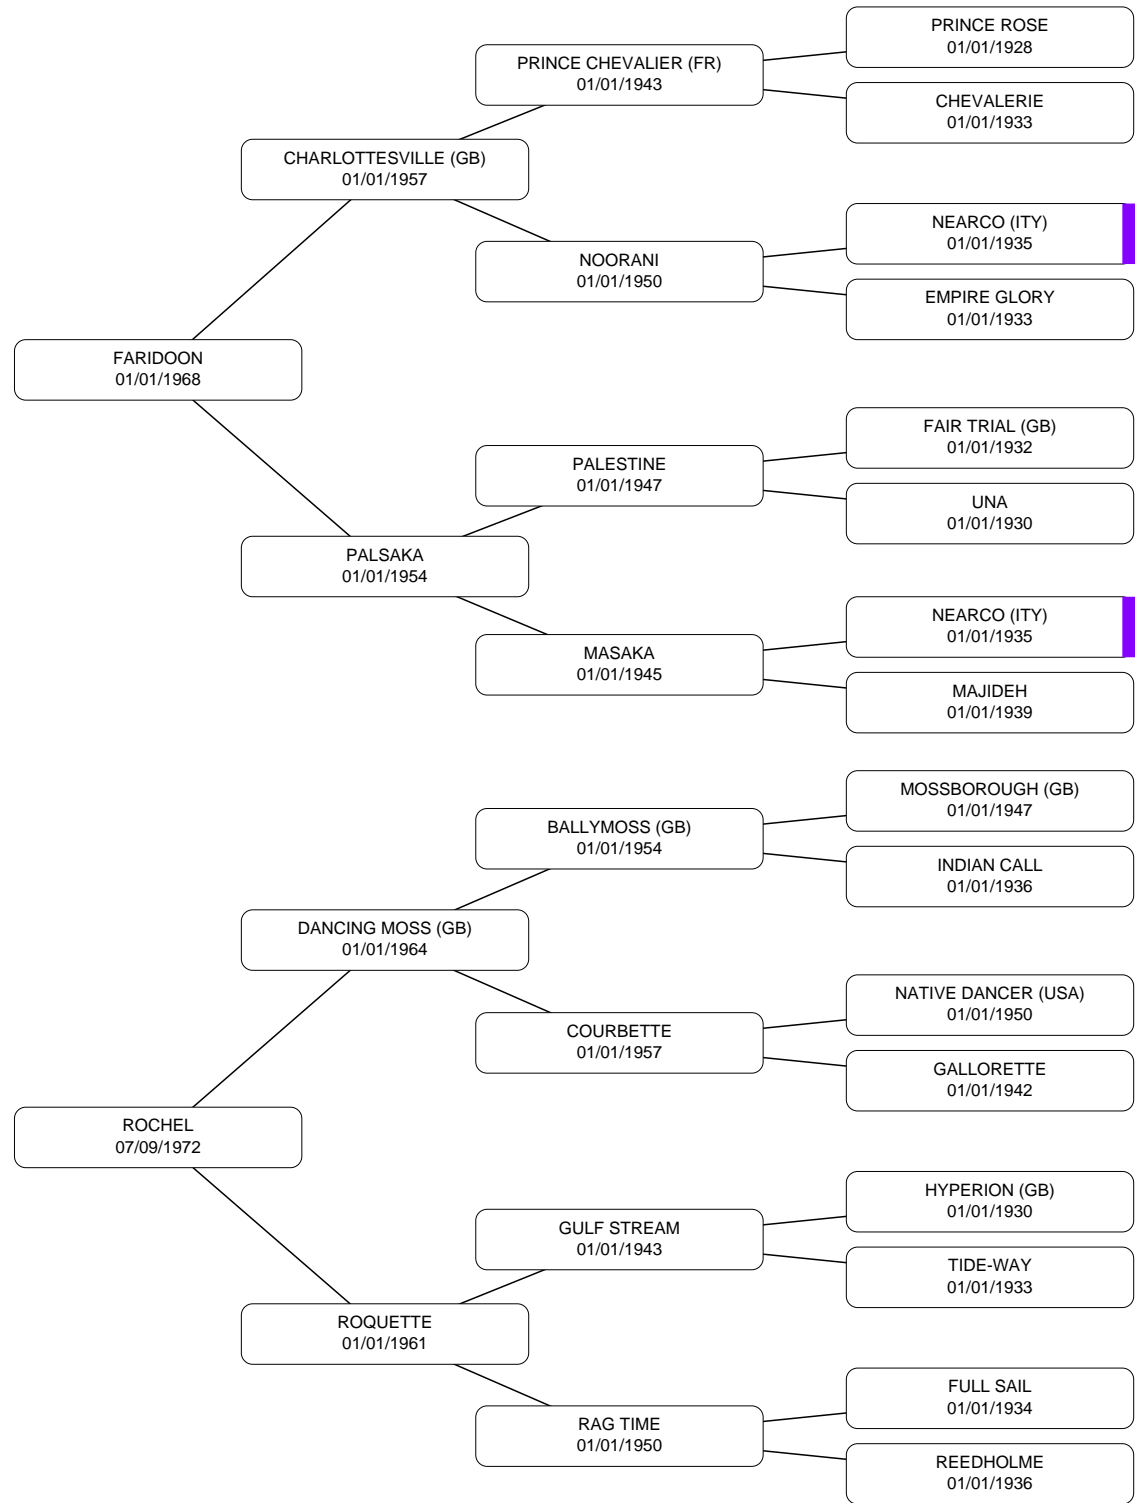 PRINCE ROSE
01/01/1928
PRINCE CHEVALIER (FR)
01/01/1943
CHEVALERIE
01/01/1933
CHARLOTTESVILLE (GB)
01/01/1957
NEARCO (ITY)
01/01/1935
NOORANI
01/01/1950
EMPIRE GLORY
01/01/1933
FARIDOON
01/01/1968
FAIR TRIAL (GB)
01/01/1932
PALESTINE
01/01/1947
UNA
01/01/1930
PALSAKA
01/01/1954
NEARCO (ITY)
01/01/1935
MASAKA
01/01/1945
MAJIDEH
01/01/1939
MOSSBOROUGH (GB)
01/01/1947
BALLYMOSS (GB)
01/01/1954
INDIAN CALL
01/01/1936
DANCING MOSS (GB)
01/01/1964
NATIVE DANCER (USA)
01/01/1950
COURBETTE
01/01/1957
GALLORETTE
01/01/1942
ROCHEL
07/09/1972
HYPERION (GB)
01/01/1930
GULF STREAM
01/01/1943
TIDE-WAY
01/01/1933
ROQUETTE
01/01/1961
FULL SAIL
01/01/1934
RAG TIME
01/01/1950
REEDHOLME
01/01/1936